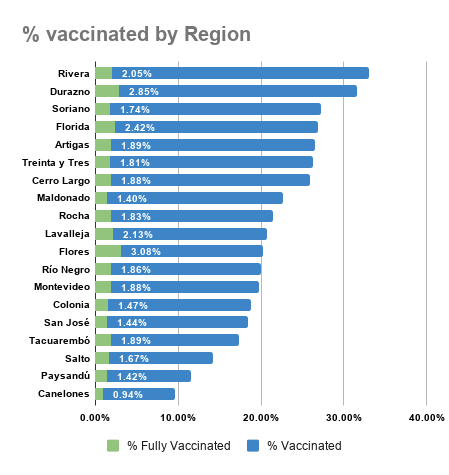 % vaccinated by Region
Rivera 2.05%
Durazno 2.85%
Soriano 1.74%
Florida 2.42%
Artigas 1.89%
Treinta y Tres 1.81%
Cerro Largo 1.88%
Maldonado 1.40%
Rocha 1.83%
Lavalleja 2.13%
Flores 3.08%
Río Negro 1.86%
Montevideo 1.88%
Colonia 1.47%
San José 1.44%
Tacuarembó 1.89%
Salto 1.67%
Paysandú 1.42%
Canelones 0.94%
0.00% 10.00% 20.00% 30.00% 40.00%
% Fully Vaccinated % Vaccinated